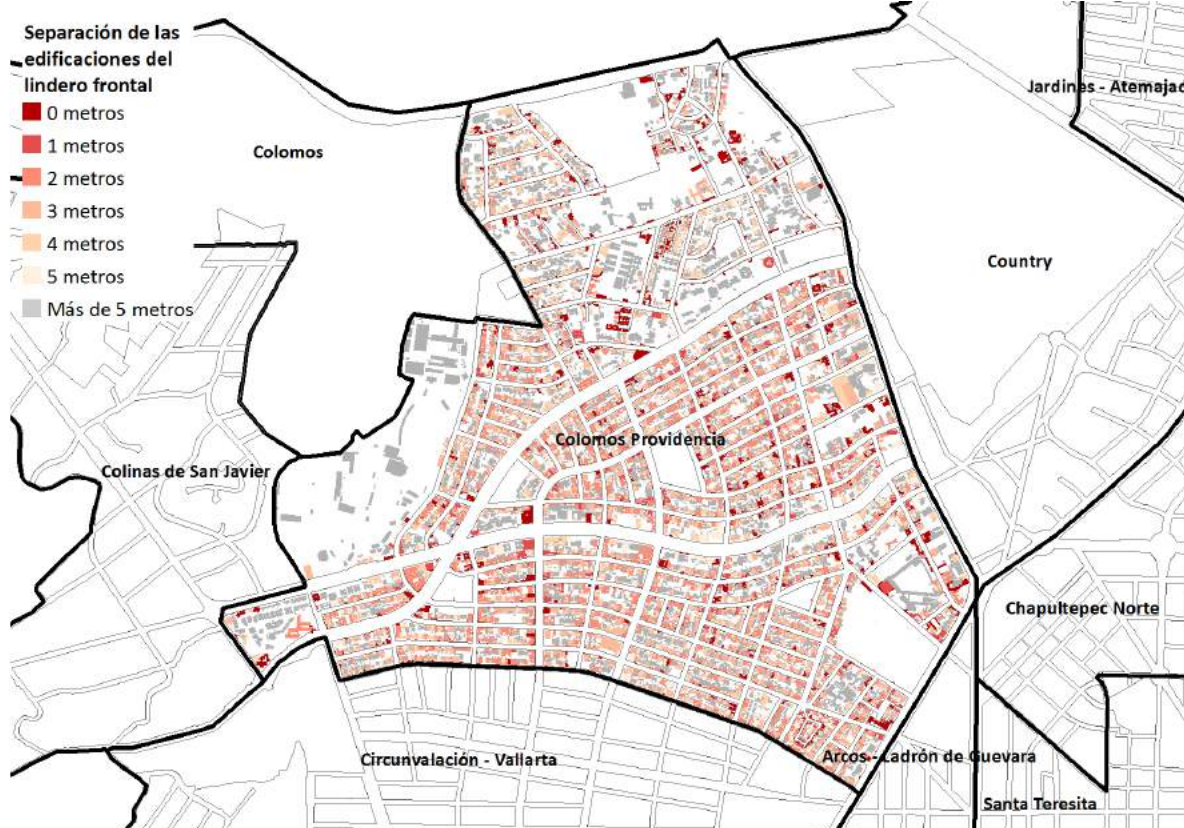 Separación de las
edificaciones del
lindero frontal
0 metros
1 metros
2 metros
3 metros
4 metros
5 metros
Más de 5 metros
Jardines - Atemajac
Colomos
Country
Colomos Providencia
Colinas de San Javier
Chapultepec Norte
Circunvalación - Vallarta
Arcos - Ladrón de Guevara
Santa Teresita